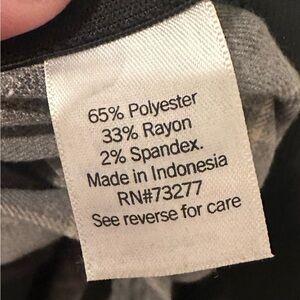 65% Polyester
33% Rayon
2% Spandex.
Made in Indonesia
RN#73277
See reverse for care